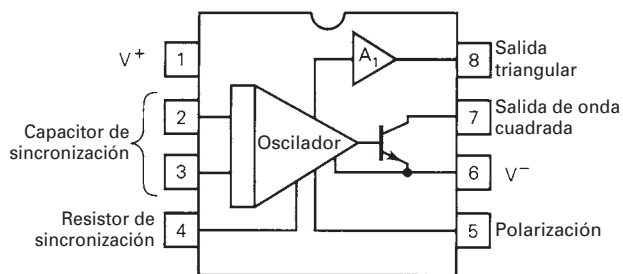 V+
1
A1
8
Salida
triangular
Capacitor de
sincronización
2
3
Oscilador
7
Salida de onda
cuadrada
6
V−
Resistor de
sincronización
4
5
Polarización